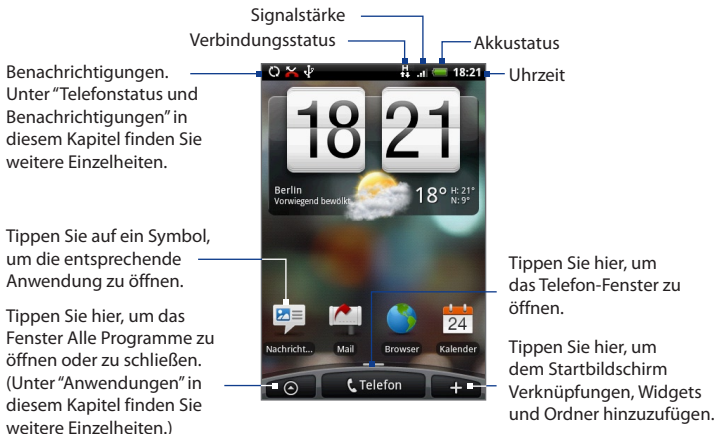 Signalstärke
Verbindungsstatus
Akkustatus
Uhrzeit
Benachrichtigungen.
Unter “Telefonstatus und
Benachrichtigungen” in
diesem Kapitel finden Sie
weitere Einzelheiten.
H
18:21
18 21
Berlin
Vorwiegend bewölkt
18° H: 21°
N: 9°
Tippen Sie auf ein Symbol,
um die entsprechende
Anwendung zu öffnen.
Tippen Sie hier, um das
Fenster Alle Programme zu
öffnen oder zu schließen.
(Unter “Anwendungen” in
diesem Kapitel finden Sie
weitere Einzelheiten.)
24
Nachricht... Mail Browser Kalender
Telefon
Tippen Sie hier, um
das Telefon-Fenster zu
öffnen.
Tippen Sie hier, um
dem Startbildschirm
Verknüpfungen, Widgets
und Ordner hinzuzufügen.